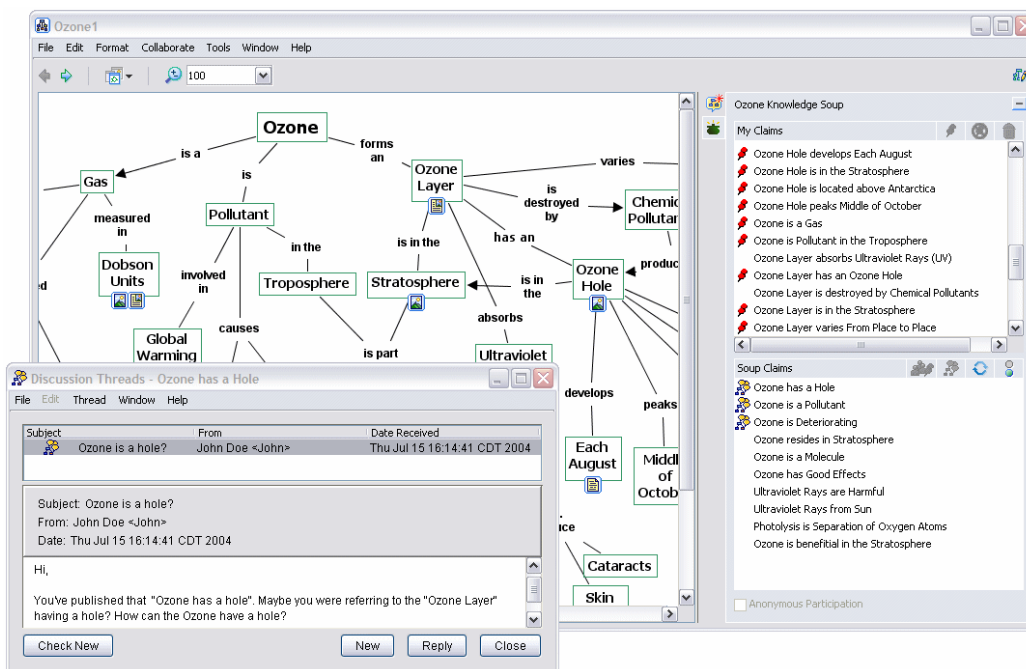 Ozone1
File Edit Format Collaborate Tools Window Help
100
Ozone
is a
forms
an
is
varies
Gas
Ozone
Layer
is
destroyed
by
Chemic
Pollutan
measured
in
Pollutant
has an
in the
is in the
produc
Dobson
Units
involved
in
Troposphere
Stratosphere
is in
the
Ozone
Hole
ed
causes
absorbs
Global
Warming
is part
Ultraviolet
develops
peaks
Each
August
Middl
of
Octob
ice
Cataracts
Skin
Ozone Knowledge Soup
My Claims
Ozone Hole develops Each August
Ozone Hole is in the Stratosphere
Ozone Hole is located above Antarctica
Ozone Hole peaks Middle of October
Ozone is a Gas
Ozone is Pollutant in the Troposphere
Ozone Layer absorbs Ultraviolet Rays (UV)
Ozone Layer has an Ozone Hole
Ozone Layer is destroyed by Chemical Pollutants
Ozone Layer is in the Stratosphere
Ozone Layer varies From Place to Place
Soup Claims
Ozone has a Hole
Ozone is a Pollutant
Ozone is Deteriorating
Ozone resides in Stratosphere
Ozone is a Molecule
Ozone has Good Effects
Ultraviolet Rays are Harmful
Ultraviolet Rays from Sun
Photolysis is Separation of Oxygen Atoms
Ozone is benefitial in the Stratosphere
Anonymous Participation
Discussion Threads - Ozone has a Hole
File Edit Thread Window Help
Subject From Date Received
Ozone is a hole? John Doe <John> Thu Jul 15 16:14:41 CDT 2004
Subject: Ozone is a hole?
From: John Doe <John>
Date: Thu Jul 15 16:14:41 CDT 2004
Hi,
You've published that "Ozone has a hole". Maybe you were referring to the "Ozone Layer"
having a hole? How can the Ozone have a hole?
Check New New Reply Close